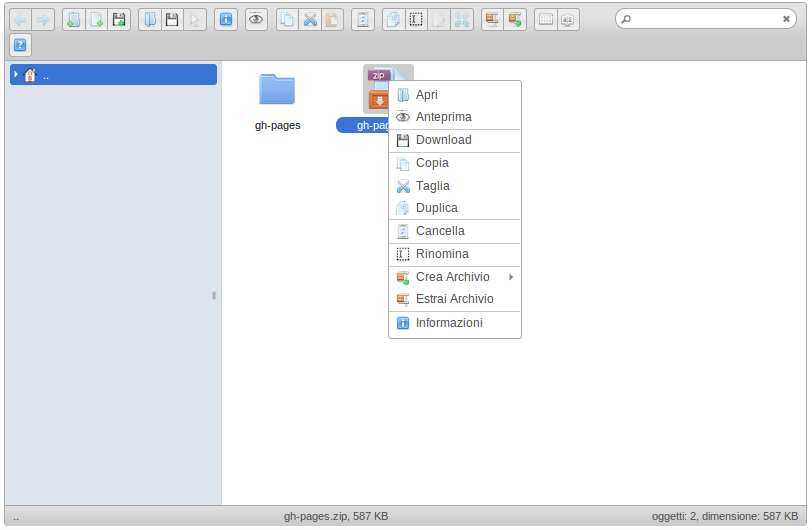 ..
zip
gh-pages
gh-pag
Apri
Anteprima
Download
Copia
Taglia
Duplica
Cancella
Rinomina
Crea Archivio
Estrai Archivio
Informazioni
..
gh-pages.zip, 587 KB
oggetti: 2, dimensione: 587 KB